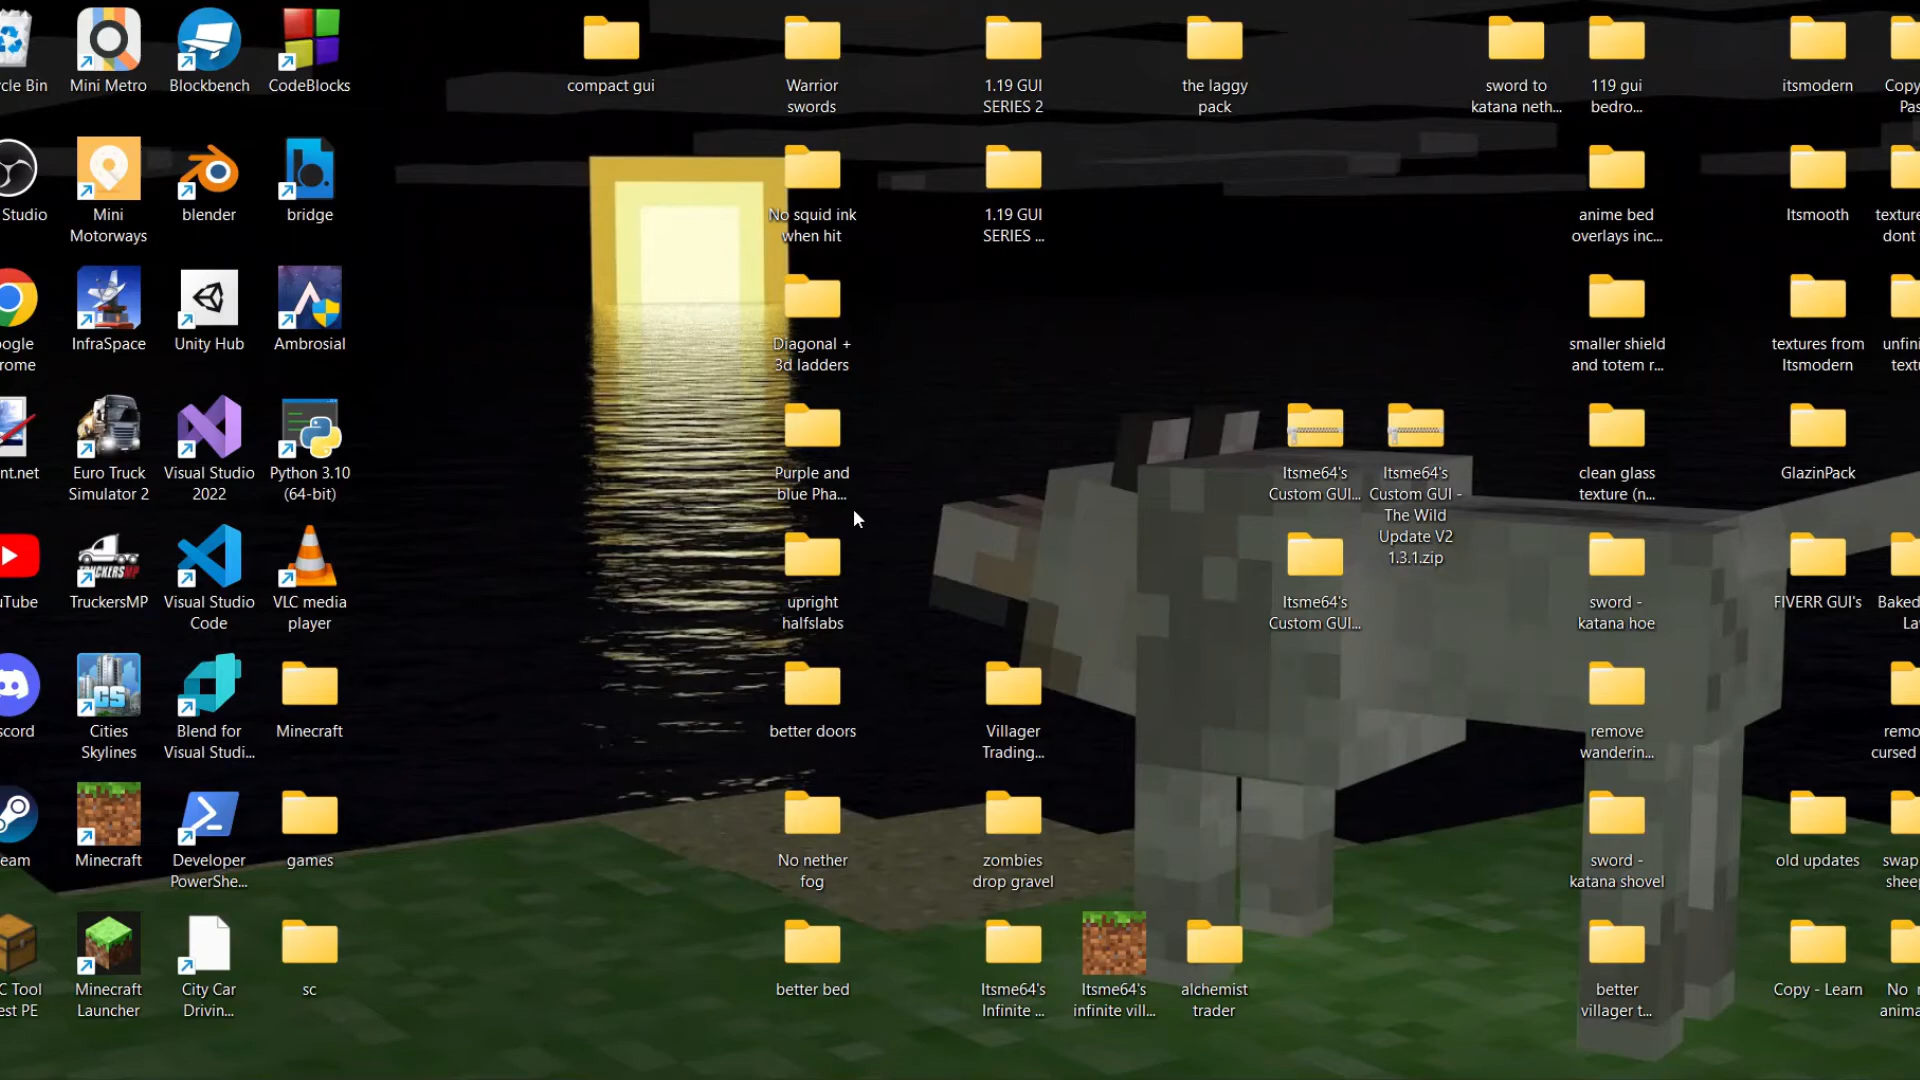 cle Bin
Mini Metro
Blockbench
CodeBlocks
compact gui
Warrior
swords
1.19 GUI
SERIES 2
the laggy
pack
sword to
katana neth...
119 gui
bedro...
itsmodern
Copy
Pas
Studio
Mini
Motorways
blender
bridge
No squid ink
when hit
1.19 GUI
SERIES ...
anime bed
overlays inc...
Itsmooth
texture
dont
ogle
rome
InfraSpace
Unity Hub
Ambrosial
Diagonal +
3d ladders
smaller shield
and totem r...
textures from
Itsmodern
unfini
textu
nt.net
Euro Truck
Simulator 2
Visual Studio
2022
Python 3.10
(64-bit)
Purple and
blue Pha...
Itsme64's
Custom GUI...
Itsme64's
Custom GUI -
The Wild
Update V2
1.3.1.zip
clean glass
texture (n...
GlazinPack
uTube
TRUCKERSMP
TruckersMP
Visual Studio
Code
VLC media
player
upright
halfslabs
Itsme64's
Custom GUI...
sword -
katana hoe
FIVERR GUI's
Baked
Lav
scord
CS
Cities
Skylines
Blend for
Visual Studi...
Minecraft
better doors
Villager
Trading...
remove
wanderin...
remo
cursed
eam
Minecraft
Developer
PowerShe...
games
No nether
fog
zombies
drop gravel
sword -
katana shovel
old updates
swap
sheep
C Tool
est PE
Minecraft
Launcher
City Car
Drivin...
sc
better bed
Itsme64's
Infinite ...
Itsme64's
infinite vill...
alchemist
trader
better
villager t...
Copy - Learn
No
anima